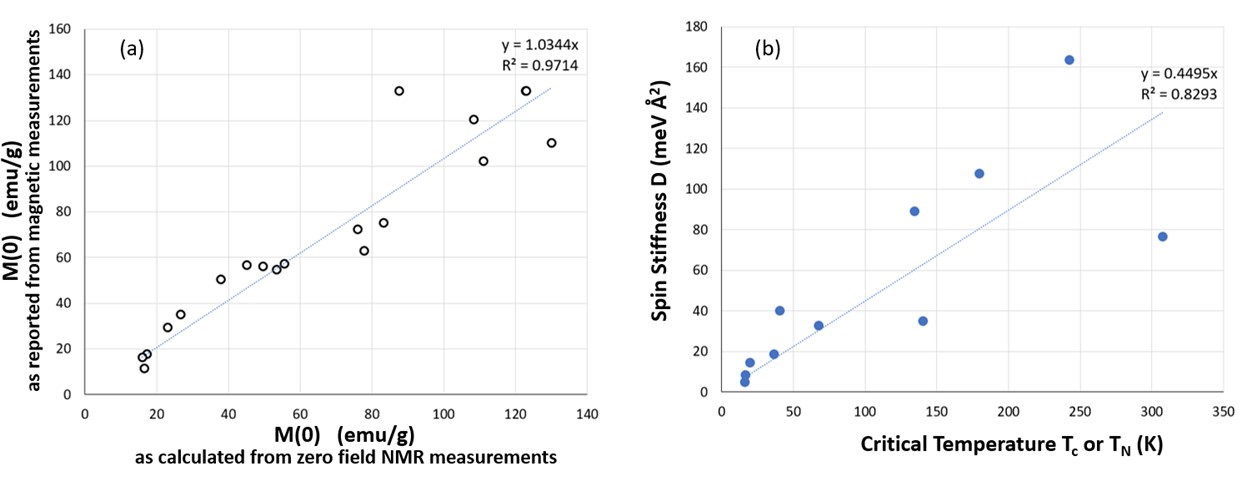 (a)
y = 1.0344x
R² = 0.9714
160
140
120
100
80
60
40
20
0
0 20 40 60 80 100 120 140
M(0) (emu/g)
as reported from magnetic measurements
M(0) (emu/g)
as calculated from zero field NMR measurements
(b)
y = 0.4495x
R² = 0.8293
180
160
140
120
100
80
60
40
20
0
0 50 100 150 200 250 300 350
Spin Stiffness D (meV Å²)
Critical Temperature Tc or TN (K)